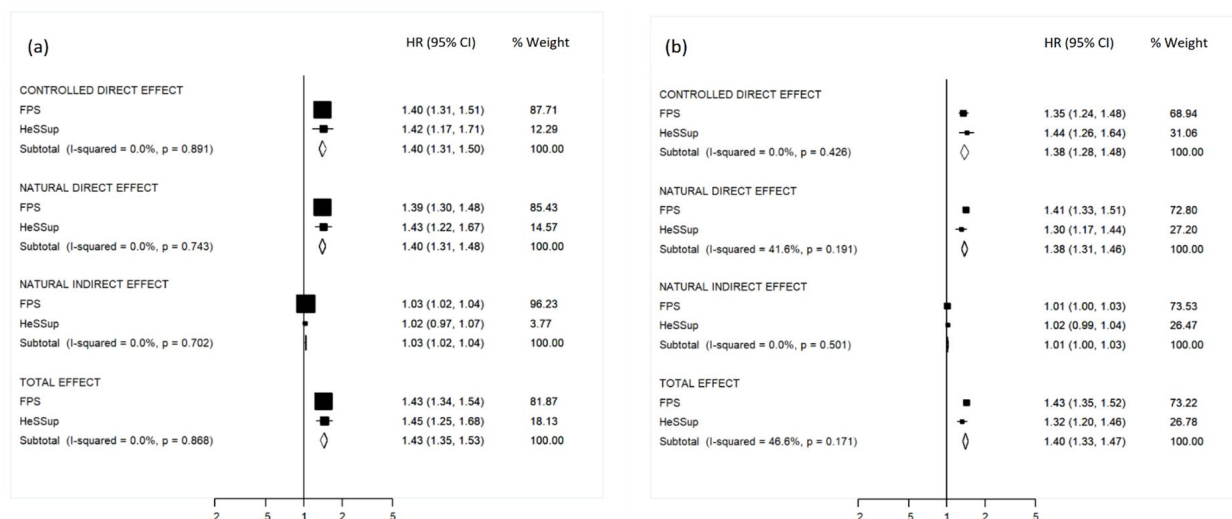 (a) HR (95% CI) % Weight
CONTROLLED DIRECT EFFECT
FPS 1.40 (1.31, 1.51) 87.71
HeSSup 1.42 (1.17, 1.71) 12.29
Subtotal (I-squared = 0.0%, p = 0.891) 1.40 (1.31, 1.50) 100.00
NATURAL DIRECT EFFECT
FPS 1.39 (1.30, 1.48) 85.43
HeSSup 1.43 (1.22, 1.67) 14.57
Subtotal (I-squared = 0.0%, p = 0.743) 1.40 (1.31, 1.48) 100.00
NATURAL INDIRECT EFFECT
FPS 1.03 (1.02, 1.04) 96.23
HeSSup 1.02 (0.97, 1.07) 3.77
Subtotal (I-squared = 0.0%, p = 0.702) 1.03 (1.02, 1.04) 100.00
TOTAL EFFECT
FPS 1.43 (1.34, 1.54) 81.87
HeSSup 1.45 (1.25, 1.68) 18.13
Subtotal (I-squared = 0.0%, p = 0.868) 1.43 (1.35, 1.53) 100.00
2 .5 1 2 5
(b) HR (95% CI) % Weight
CONTROLLED DIRECT EFFECT
FPS 1.35 (1.24, 1.48) 68.94
HeSSup 1.44 (1.26, 1.64) 31.06
Subtotal (I-squared = 0.0%, p = 0.426) 1.38 (1.28, 1.48) 100.00
NATURAL DIRECT EFFECT
FPS 1.41 (1.33, 1.51) 72.80
HeSSup 1.30 (1.17, 1.44) 27.20
Subtotal (I-squared = 41.6%, p = 0.191) 1.38 (1.31, 1.46) 100.00
NATURAL INDIRECT EFFECT
FPS 1.01 (1.00, 1.03) 73.53
HeSSup 1.02 (0.99, 1.04) 26.47
Subtotal (I-squared = 0.0%, p = 0.501) 1.01 (1.00, 1.03) 100.00
TOTAL EFFECT
FPS 1.43 (1.35, 1.52) 73.22
HeSSup 1.32 (1.20, 1.46) 26.78
Subtotal (I-squared = 46.6%, p = 0.171) 1.40 (1.33, 1.47) 100.00
2 .5 1 2 5